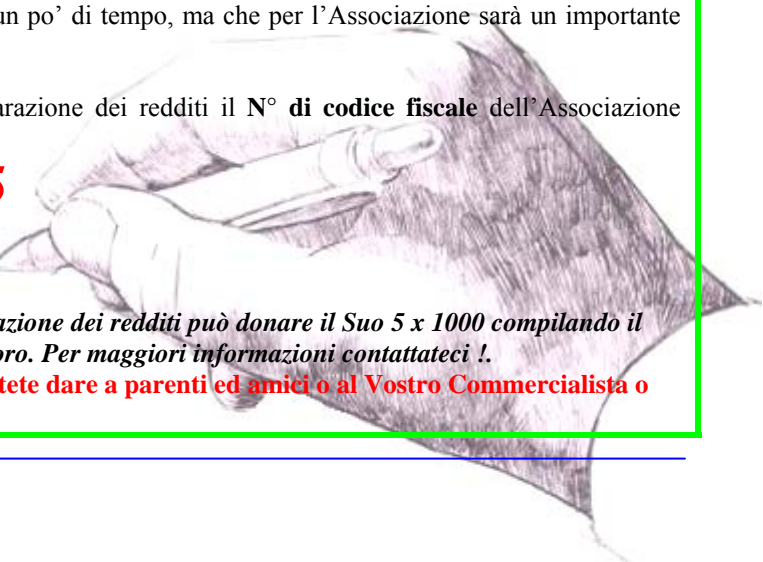 un po’ di tempo, ma che per l’Associazione sarà un importante
arazione dei redditi il N° di codice fiscale dell’Associazione
azione dei redditi può donare il Suo 5 x 1000 compilando il
oro. Per maggiori informazioni contattateci !.
tete dare a parenti ed amici o al Vostro Commercialista o